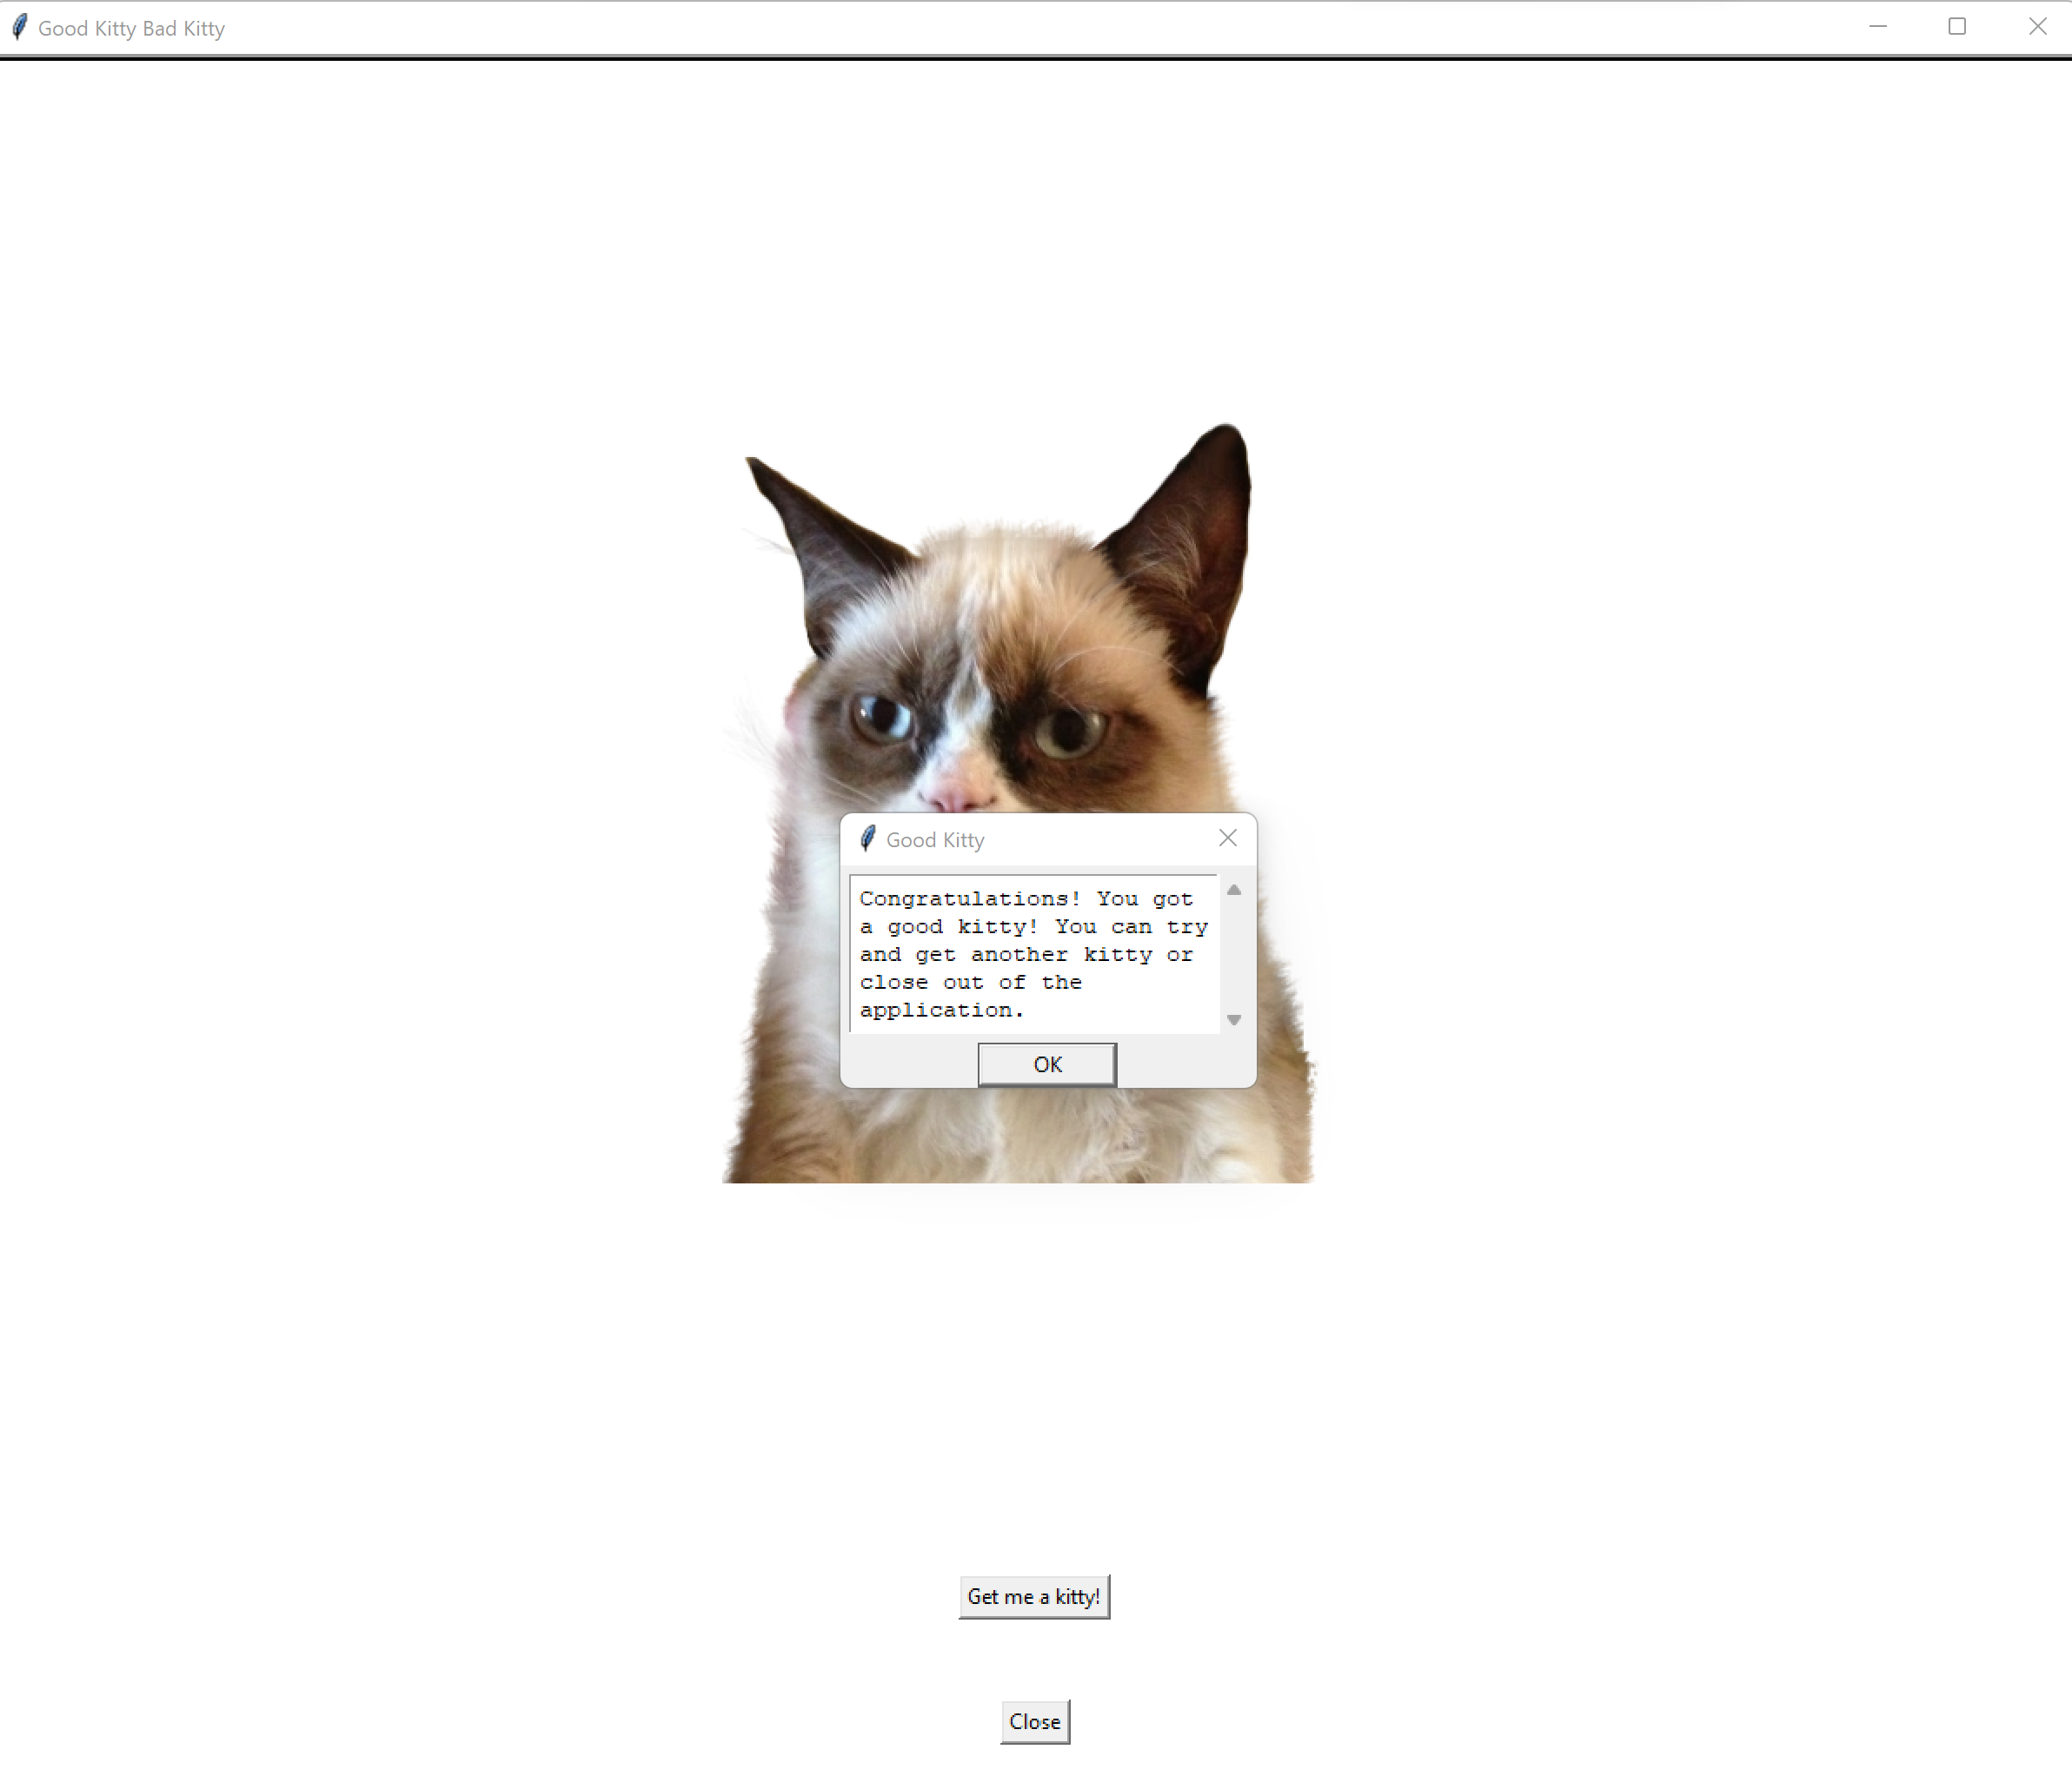 Good Kitty Bad Kitty
Good Kitty
Congratulations! You got
a good kitty! You can try
and get another kitty or
close out of the
application.
OK
Get me a kitty!
Close